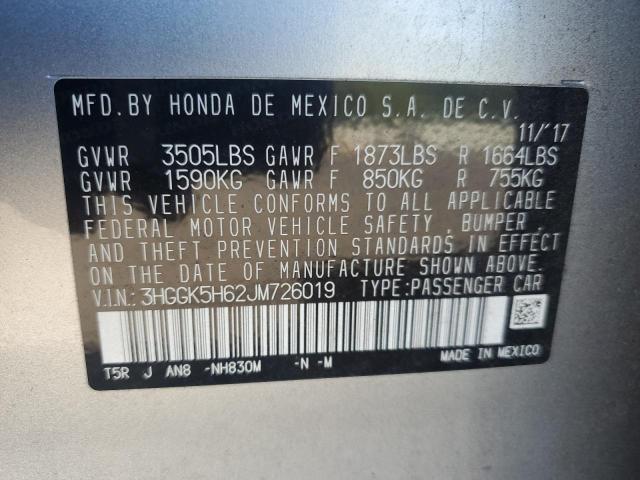 MFD.BY HONDA DE MEXICO S.A. DE C.V.
11/'17
GVWR 3505LBS GAWR F 1873LBS R 1664LBS
GVWR 1590KG GAWR F 850KG R 755KG
THIS VEHICLE CONFORMS TO ALL APPLICABLE
FEDERAL MOTOR VEHICLE SAFETY, BUMPER,
AND THEFT PREVENTION STANDARDS IN EFFECT
ON THE DATE OF MANUFACTURE SHOWN ABOVE.
V.I.N.: 3HGGK5H62JM726019 TYPE:PASSENGER CAR
T5R J AN8 -NH830M -N -M MADE IN MEXICO